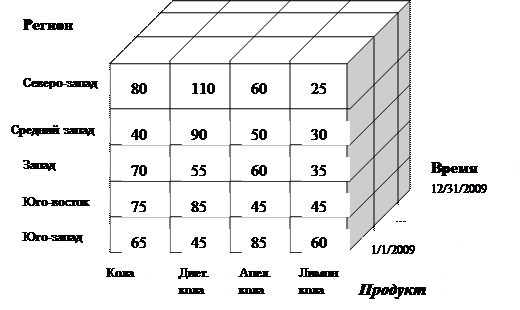 Регион
Северо-запад 80 110 60 25
Средний запад 40 90 50 30
Запад 70 55 60 35
Время
12/31/2009
Юго-восток 75 85 45 45
...
Юго-запад 65 45 85 60
1/1/2009
Кола Диет. Апел. Лимон
кола кола кола
Продукт